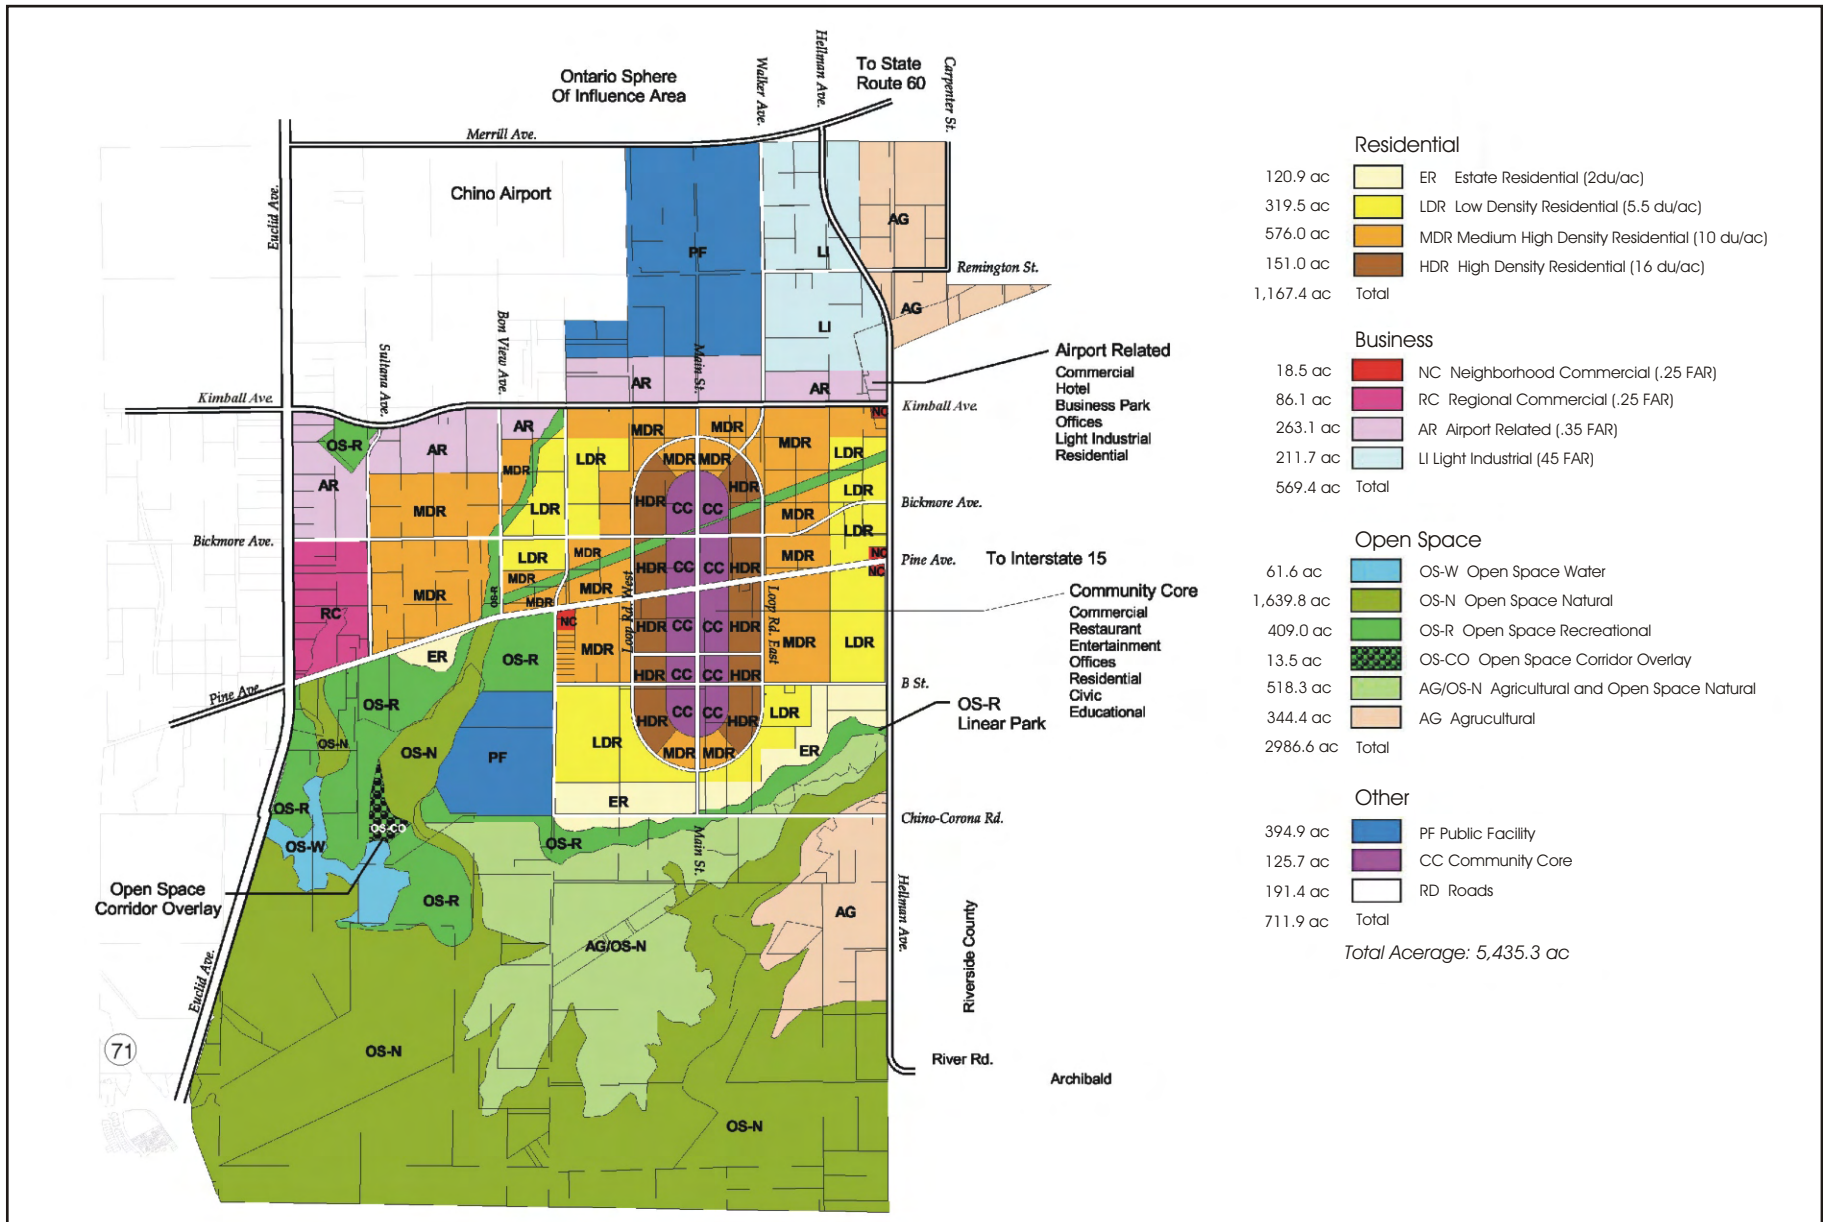 Ontario Sphere
Of Influence Area
To State
Route 60
Walker Ave.
Hellman Ave.
Carpenter St.
Merrill Ave.
Euclid Ave.
Chino Airport
PF
LI
AG
Remington St.
AG
LI
Bon View Ave.
Sultana Ave.
Main St.
AR
AR
Airport Related
Commercial
Hotel
Business Park
Offices
Light Industrial
Residential
Kimball Ave.
Kimball Ave.
NC
OS-R
AR
AR
MDR
MDR
MDR
LDR
AR
MDR
LDR
MDR
MDR
HDR
LDR
MDR
LDR
HDR
CC
CC
MDR
LDR
Bickmore Ave.
Bickmore Ave.
LDR
MDR
HDR
CC
CC
HDR
MDR
NC
NC
Pine Ave.
To Interstate 15
OS-R
MDR
MDR
MDR
MDR
RC
NC
Loop Rd. West
Loop Rd. East
Community Core
Commercial
Restaurant
Entertainment
Offices
Residential
Civic
Educational
HDR
CC
CC
HDR
MDR
MDR
LDR
ER
OS-R
HDR
CC
CC
HDR
B St.
Pine Ave.
OS-R
OS-R
Linear Park
HDR
CC
CC
HDR
LDR
LDR
MDR
MDR
ER
OS-N
OS-N
PF
ER
OS-R
OS-CO
OS-W
OS-R
Chino-Corona Rd.
Main St.
Open Space
Corridor Overlay
OS-R
AG
Hellman Ave.
AG/OS-N
Riverside County
Euclid Ave.
71
OS-N
River Rd.
Archibald
OS-N
Residential
120.9 ac ER Estate Residential (2du/ac)
319.5 ac LDR Low Density Residential (5.5 du/ac)
576.0 ac MDR Medium High Density Residential (10 du/ac)
151.0 ac HDR High Density Residential (16 du/ac)
1,167.4 ac Total
Business
18.5 ac NC Neighborhood Commercial (.25 FAR)
86.1 ac RC Regional Commercial (.25 FAR)
263.1 ac AR Airport Related (.35 FAR)
211.7 ac LI Light Industrial (45 FAR)
569.4 ac Total
Open Space
61.6 ac OS-W Open Space Water
1,639.8 ac OS-N Open Space Natural
409.0 ac OS-R Open Space Recreational
13.5 ac OS-CO Open Space Corridor Overlay
518.3 ac AG/OS-N Agricultural and Open Space Natural
344.4 ac AG Agrucultural
2986.6 ac Total
Other
394.9 ac PF Public Facility
125.7 ac CC Community Core
191.4 ac RD Roads
711.9 ac Total
Total Acerage: 5,435.3 ac